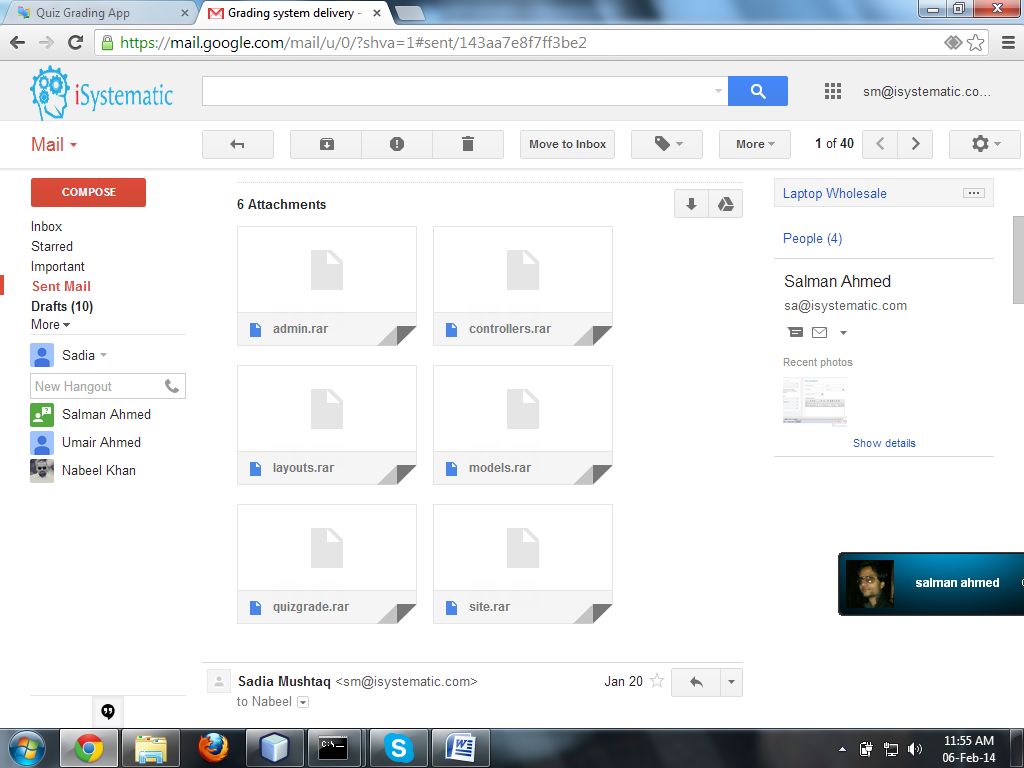 Quiz Grading App
Grading system delivery -
https://mail.google.com/mail/u/0/?shva=1#sent/143aa7e8f7ff3be2
iSystematic
sm@isystematic.co...
Mail
Move to Inbox
More
1 of 40
COMPOSE
Inbox
Starred
Important
Sent Mail
Drafts (10)
More
Sadia
New Hangout
Salman Ahmed
Umair Ahmed
Nabeel Khan
6 Attachments
admin.rar
controllers.rar
layouts.rar
models.rar
quizgrade.rar
site.rar
Sadia Mushtaq <sm@isystematic.com>
Jan 20
to Nabeel
Laptop Wholesale
People (4)
Salman Ahmed
sa@isystematic.com
Recent photos
Show details
salman ahmed
C:\
11:55 AM
06-Feb-14